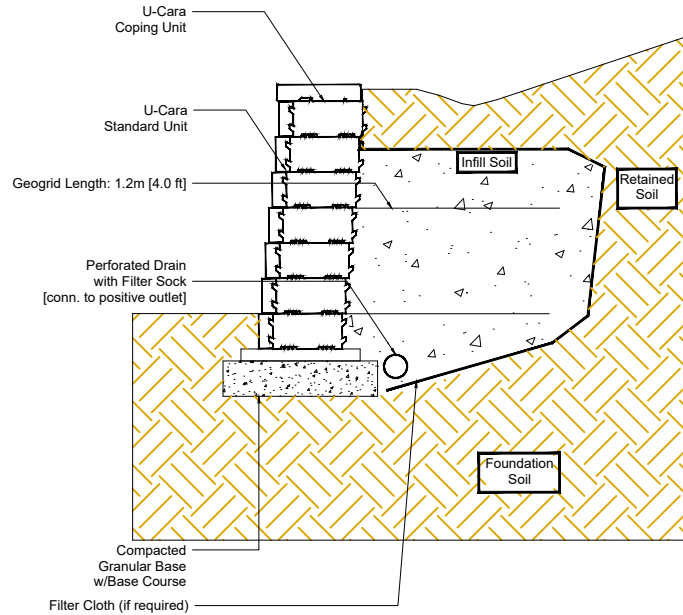 U-Cara
Coping Unit
U-Cara
Standard Unit
Infill Soil
Geogrid Length: 1.2m [4.0 ft]
Retained
Soil
Perforated Drain
with Filter Sock
[conn. to positive outlet]
Foundation
Soil
Compacted
Granular Base
w/Base Course
Filter Cloth (if required)